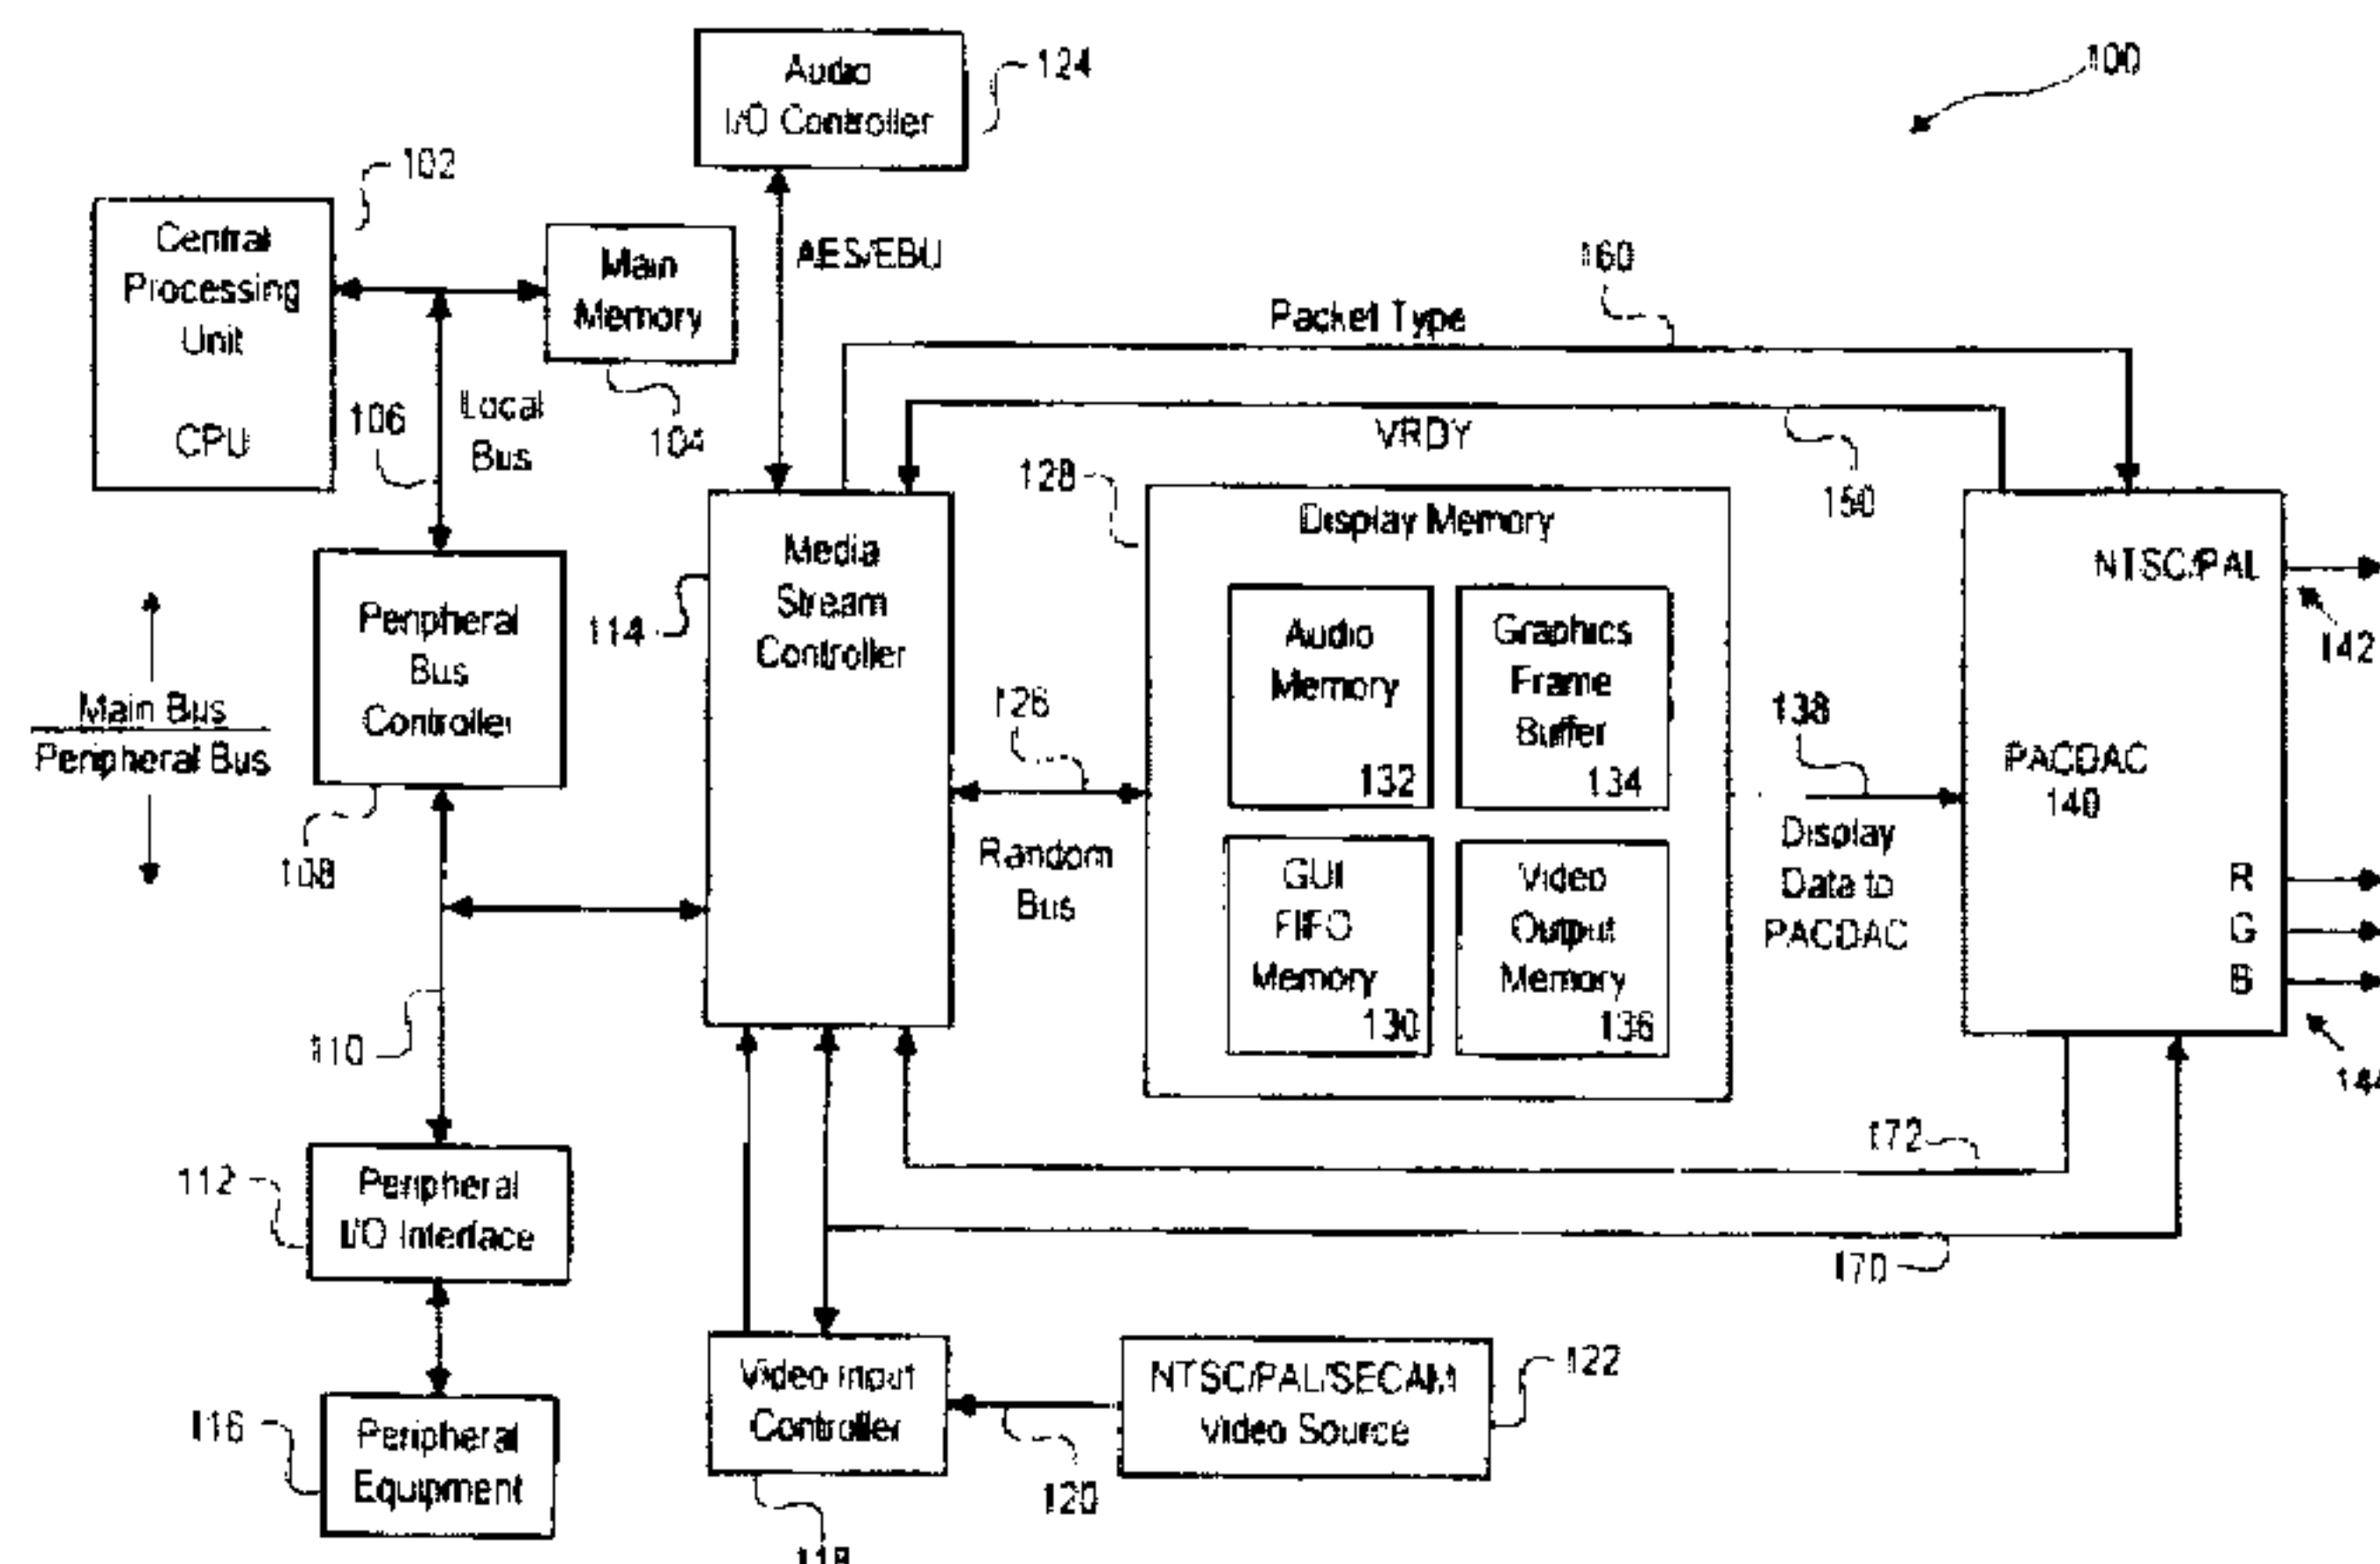 Audio
I/O Controller
124
100
102
Central
Processing
Unit
CPU
Main
Memory
104
AES/EBU
106
Local
Bus
160
Packet Type
VRDY
150
128
Display Memory
NTSC/PAL
142
Media
Stream
Controller
114
Peripheral
Bus
Controller
108
Main Bus
Peripheral Bus
Audio
Memory
132
Graphics
Frame
Buffer
134
126
Random
Bus
GUI
FIFO
Memory
130
Video
Output
Memory
136
138
Display
Data to
PACDAC
PACDAC
140
R
G
B
110
172
170
112
Peripheral
I/O Interface
116
Peripheral
Equipment
Video Input
Controller
118
120
NTSC/PAL/SECAM
Video Source
122